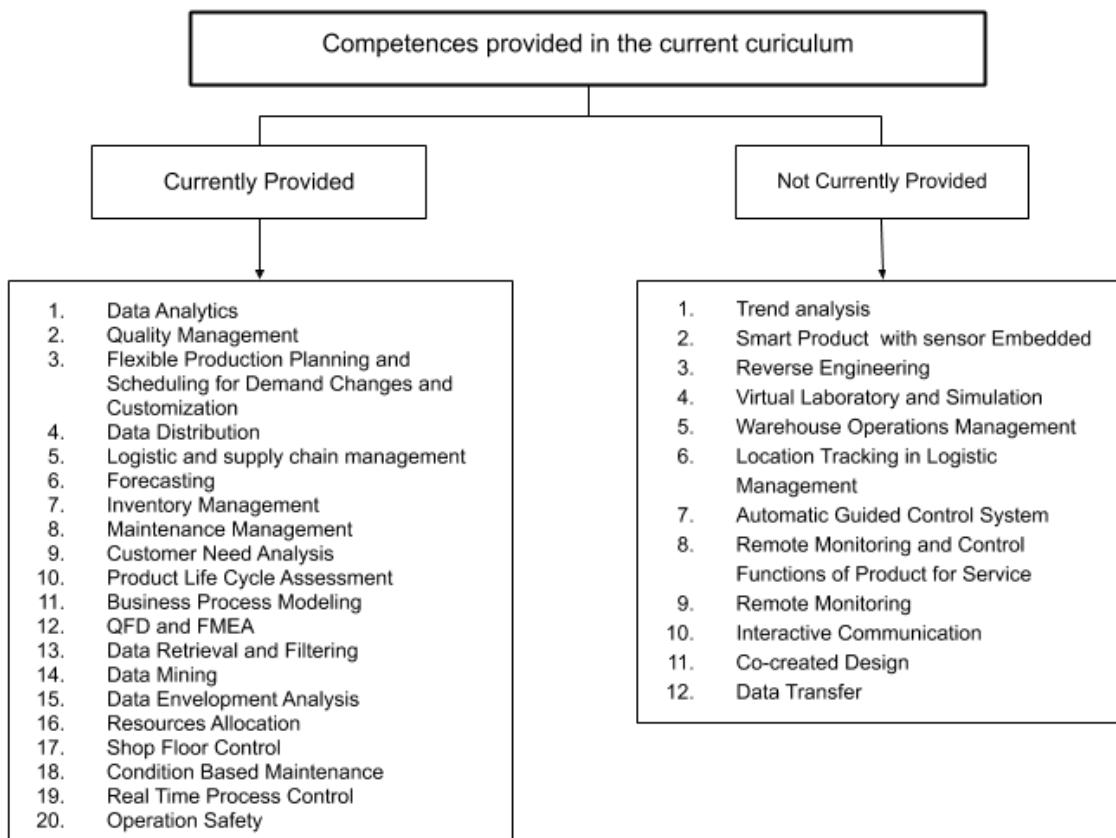 Competences provided in the current curiculum
Currently Provided
Not Currently Provided
1. Data Analytics
2. Quality Management
3. Flexible Production Planning and
Scheduling for Demand Changes and
Customization
4. Data Distribution
5. Logistic and supply chain management
6. Forecasting
7. Inventory Management
8. Maintenance Management
9. Customer Need Analysis
10. Product Life Cycle Assessment
11. Business Process Modeling
12. QFD and FMEA
13. Data Retrieval and Filtering
14. Data Mining
15. Data Envelopment Analysis
16. Resources Allocation
17. Shop Floor Control
18. Condition Based Maintenance
19. Real Time Process Control
20. Operation Safety
1. Trend analysis
2. Smart Product with sensor Embedded
3. Reverse Engineering
4. Virtual Laboratory and Simulation
5. Warehouse Operations Management
6. Location Tracking in Logistic
Management
7. Automatic Guided Control System
8. Remote Monitoring and Control
Functions of Product for Service
9. Remote Monitoring
10. Interactive Communication
11. Co-created Design
12. Data Transfer